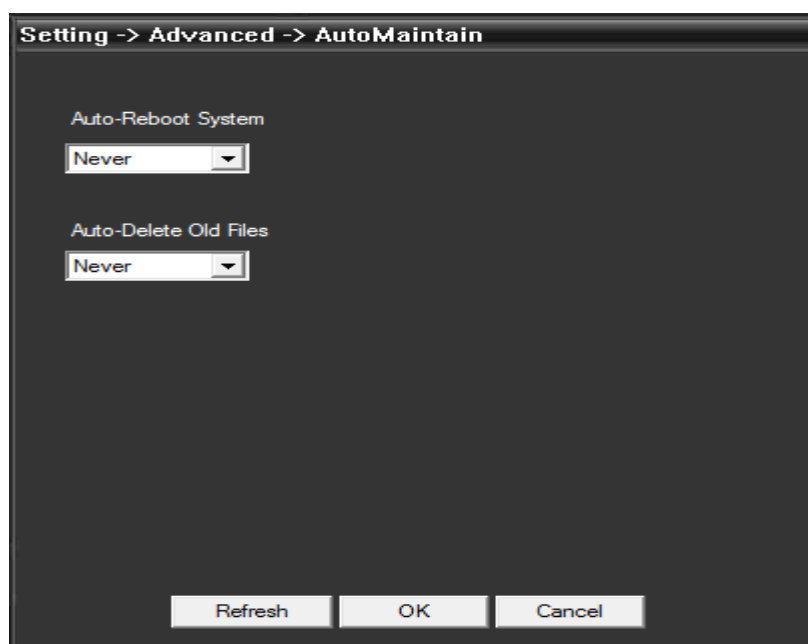 Setting -> Advanced -> AutoMaintain
Auto-Reboot System
Never
Auto-Delete Old Files
Never
Refresh OK Cancel